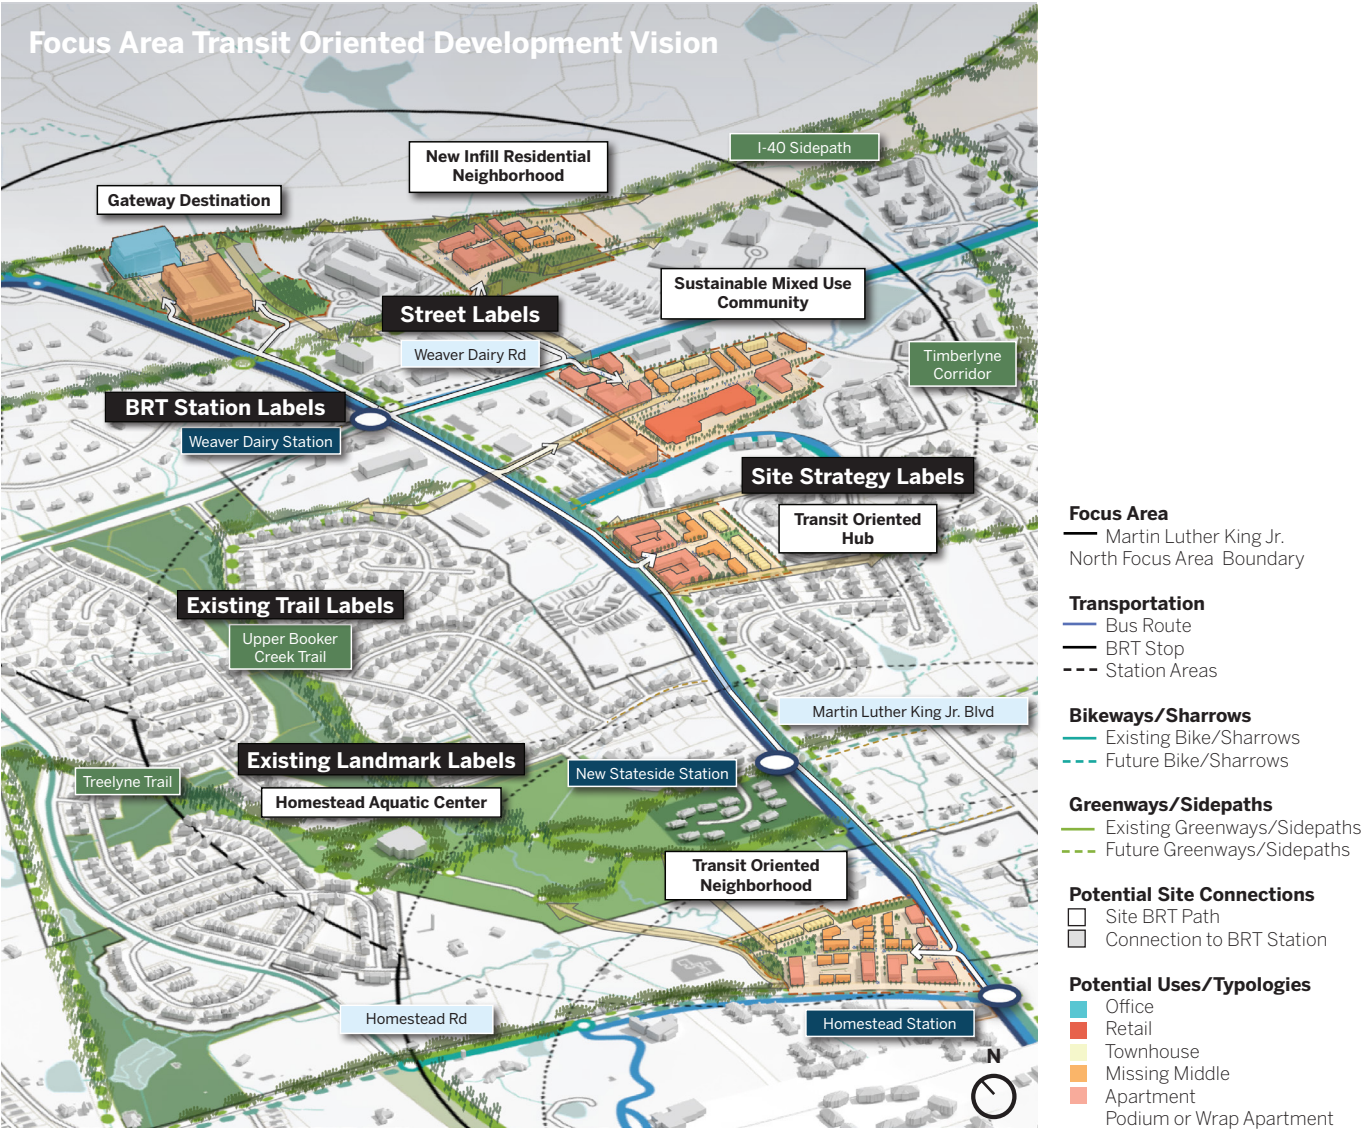 Focus Area Transit Oriented Development Vision
I-40 Sidepath
New Infill Residential
Neighborhood
Gateway Destination
Sustainable Mixed Use
Community
Street Labels
Weaver Dairy Rd
Timberlyne
Corridor
BRT Station Labels
Weaver Dairy Station
Site Strategy Labels
Transit Oriented
Hub
Existing Trail Labels
Upper Booker
Creek Trail
Martin Luther King Jr. Blvd
Existing Landmark Labels
Treelyne Trail
New Stateside Station
Homestead Aquatic Center
Transit Oriented
Neighborhood
Homestead Rd
Homestead Station
N
Focus Area
Martin Luther King Jr.
North Focus Area Boundary
Transportation
Bus Route
BRT Stop
Station Areas
Bikeways/Sharrows
Existing Bike/Sharrows
Future Bike/Sharrows
Greenways/Sidepaths
Existing Greenways/Sidepaths
Future Greenways/Sidepaths
Potential Site Connections
Site BRT Path
Connection to BRT Station
Potential Uses/Typologies
Office
Retail
Townhouse
Missing Middle
Apartment
Podium or Wrap Apartment